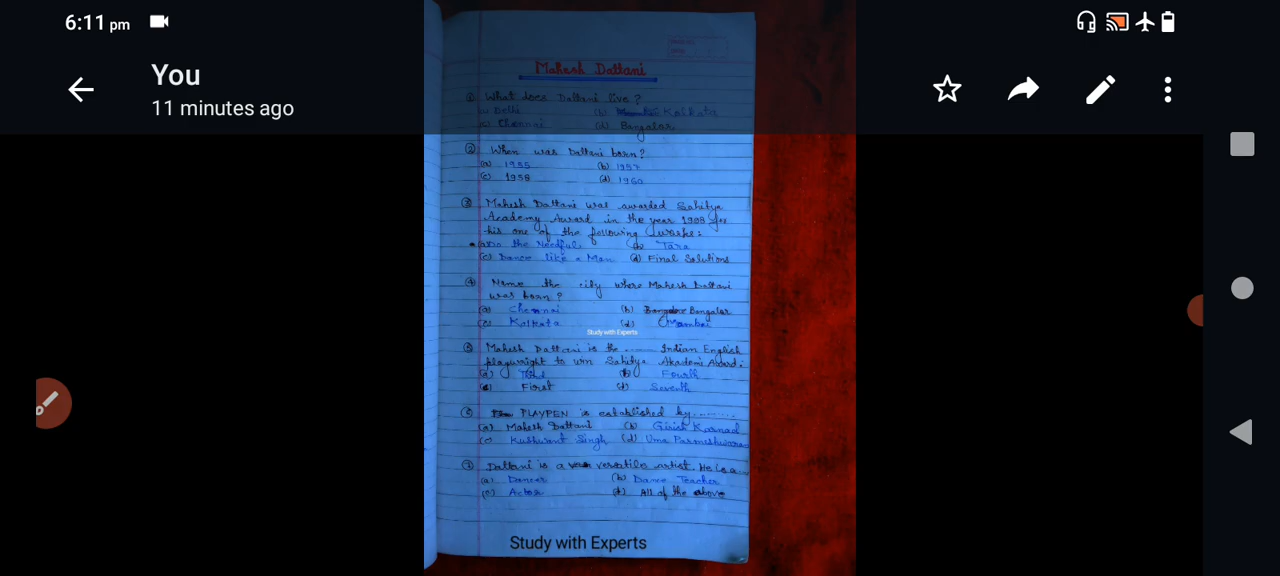 6:11 pm
You
11 minutes ago
Mahesh Dattani
① What does Dattani live?
(a) Delhi (b) Kolkata
(c) Chennai (d) Bangalor
② When was Dattani born?
(a) 1955 (b) 1957
(c) 1958 (d) 1960
③ Mahesh Dattani was awarded Sahitya
Academy Award in the year 1998 for
his one of the following works:
(a) Do the Needful (b) Tara
(c) Dance like a Man (d) Final Solutions
④ Name the city where Mahesh Dattani
was born?
(a) Chennai (b) Bangalor
(c) Kolkata (d) Mumbai
Study with Experts
⑤ Mahesh Dattani is the ........ Indian English
playwright to win Sahitya Akademi Award:
(a) Third (b) Fourth
(c) First (d) Seventh
⑥ PLAYPEN is established by..........
(a) Mahesh Dattani (b) Girish Karnad
(c) Kushwant Singh (d) Uma Parmeshwaran
⑦ Dattani is a versatile artist. He is a...
(a) Dancer (b) Dance Teacher
(c) Actor (d) All of the above
Study with Experts